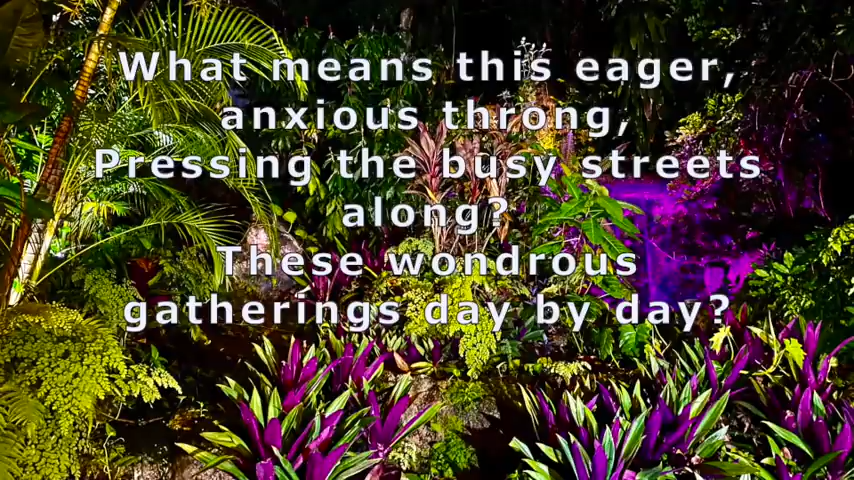 What means this eager,
anxious throng,
Pressing the busy streets
along?
These wondrous
gatherings day by day?